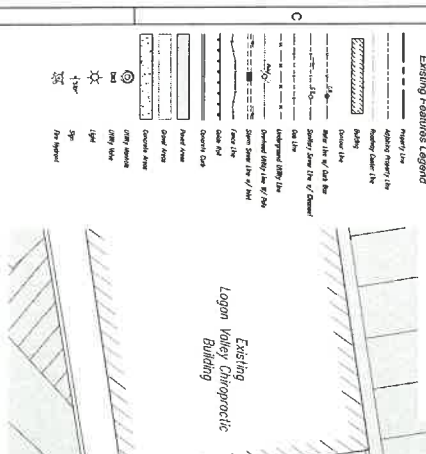 C
Existing Features Legend
Property Line
Adjoining Property Line
Roadway Center Line
Building
Contour Line
Water Line w/ Curb Box
Sanitary Sewer Line w/ Cleanout
Gas Line
Underground Utility Line
Overhead Utility Line W/ Pole
Storm Sewer Line w/ Inlet
Fence Line
Guide Rail
Concrete Curb
Paved Areas
Gravel Areas
Concrete Areas
Utility Manhole
Utility Valve
Light
Sign
Fire Hydrant
Existing
Logan Valley Chiropractic
Building